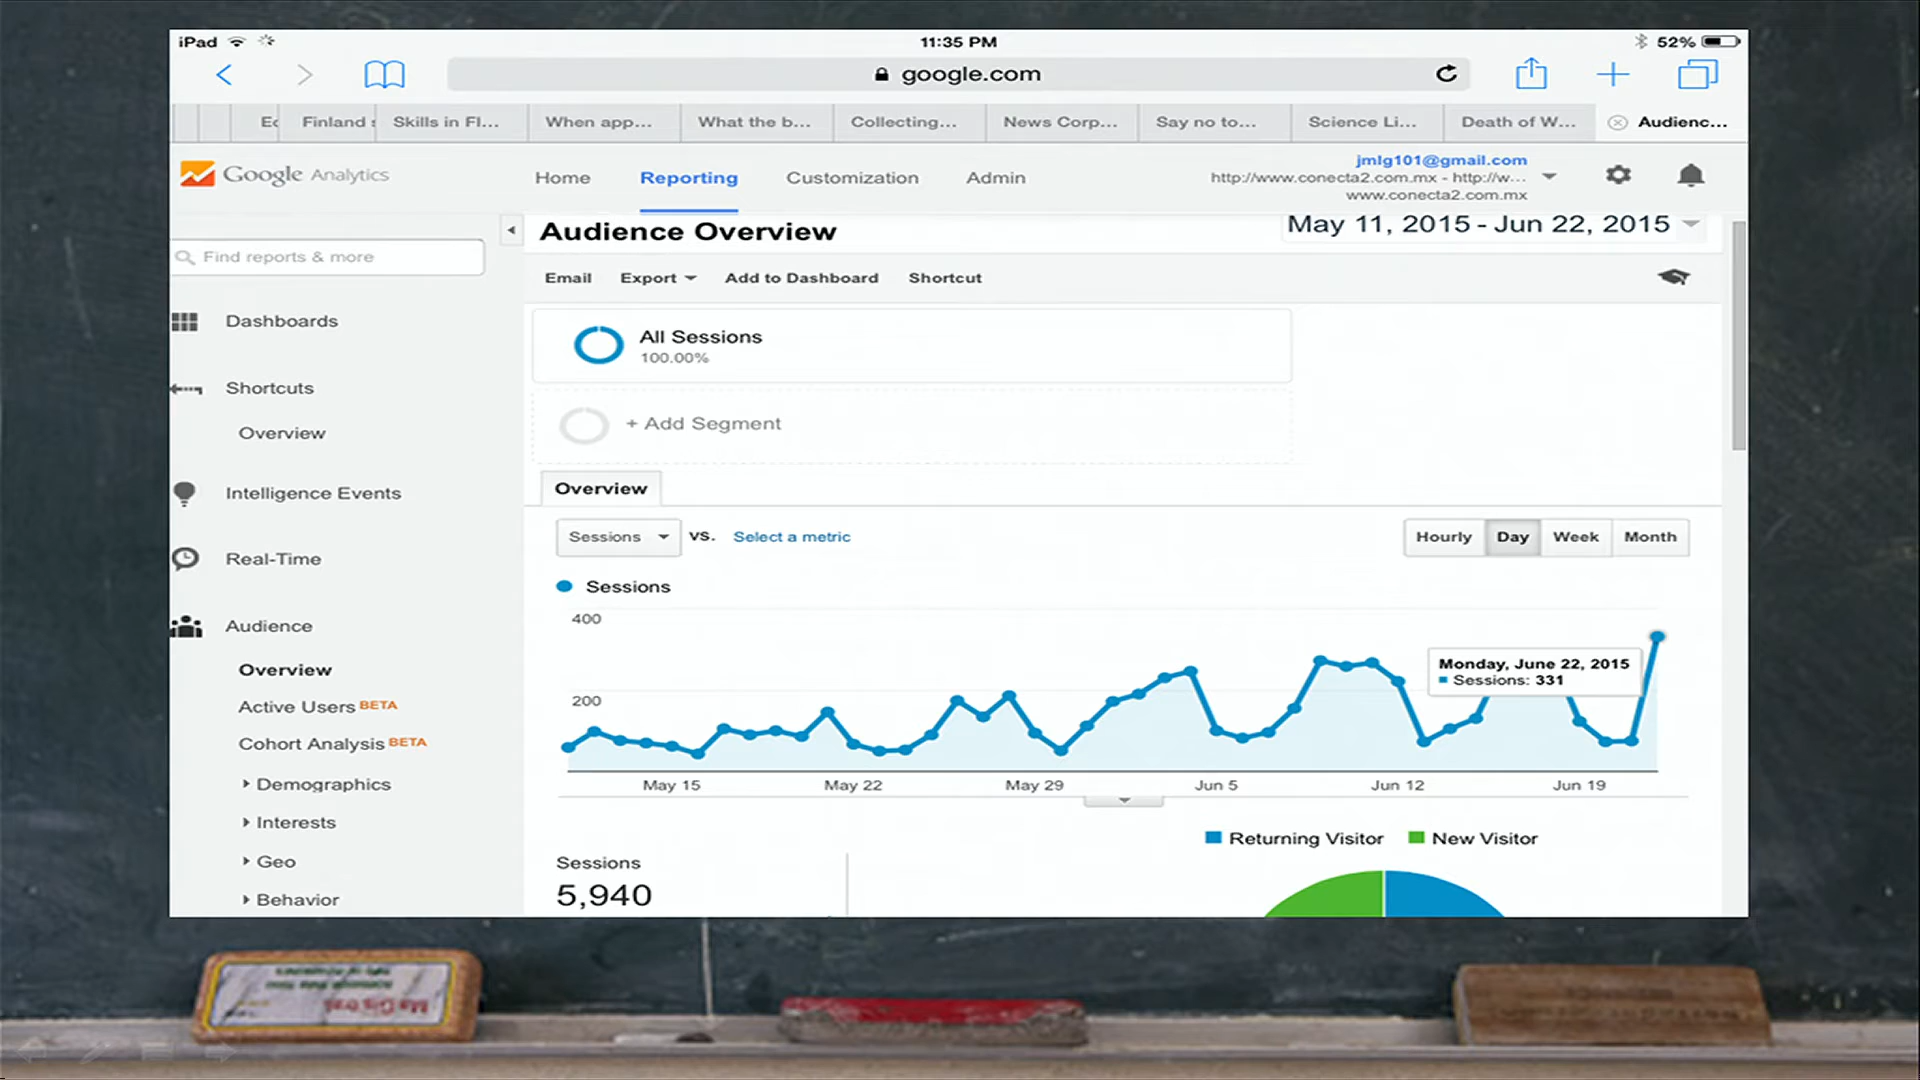 iPad
11:35 PM
52%
google.com
Finland
Skills in Fl...
When app...
What the b...
Collecting...
News Corp...
Say no to...
Science Li...
Death of W...
Audienc...
Google Analytics
Home
Reporting
Customization
Admin
jmlg101@gmail.com
http://www.conecta2.com.mx - http://w...
www.conecta2.com.mx
Find reports & more
Audience Overview
May 11, 2015 - Jun 22, 2015
Email
Export
Add to Dashboard
Shortcut
Dashboards
Shortcuts
Overview
Intelligence Events
Real-Time
Audience
Overview
Active Users BETA
Cohort Analysis BETA
Demographics
Interests
Geo
Behavior
All Sessions
100.00%
+ Add Segment
Overview
Sessions
VS.
Select a metric
Hourly
Day
Week
Month
Sessions
400
200
Monday, June 22, 2015
Sessions: 331
May 15
May 22
May 29
Jun 5
Jun 12
Jun 19
Returning Visitor
New Visitor
Sessions
5,940